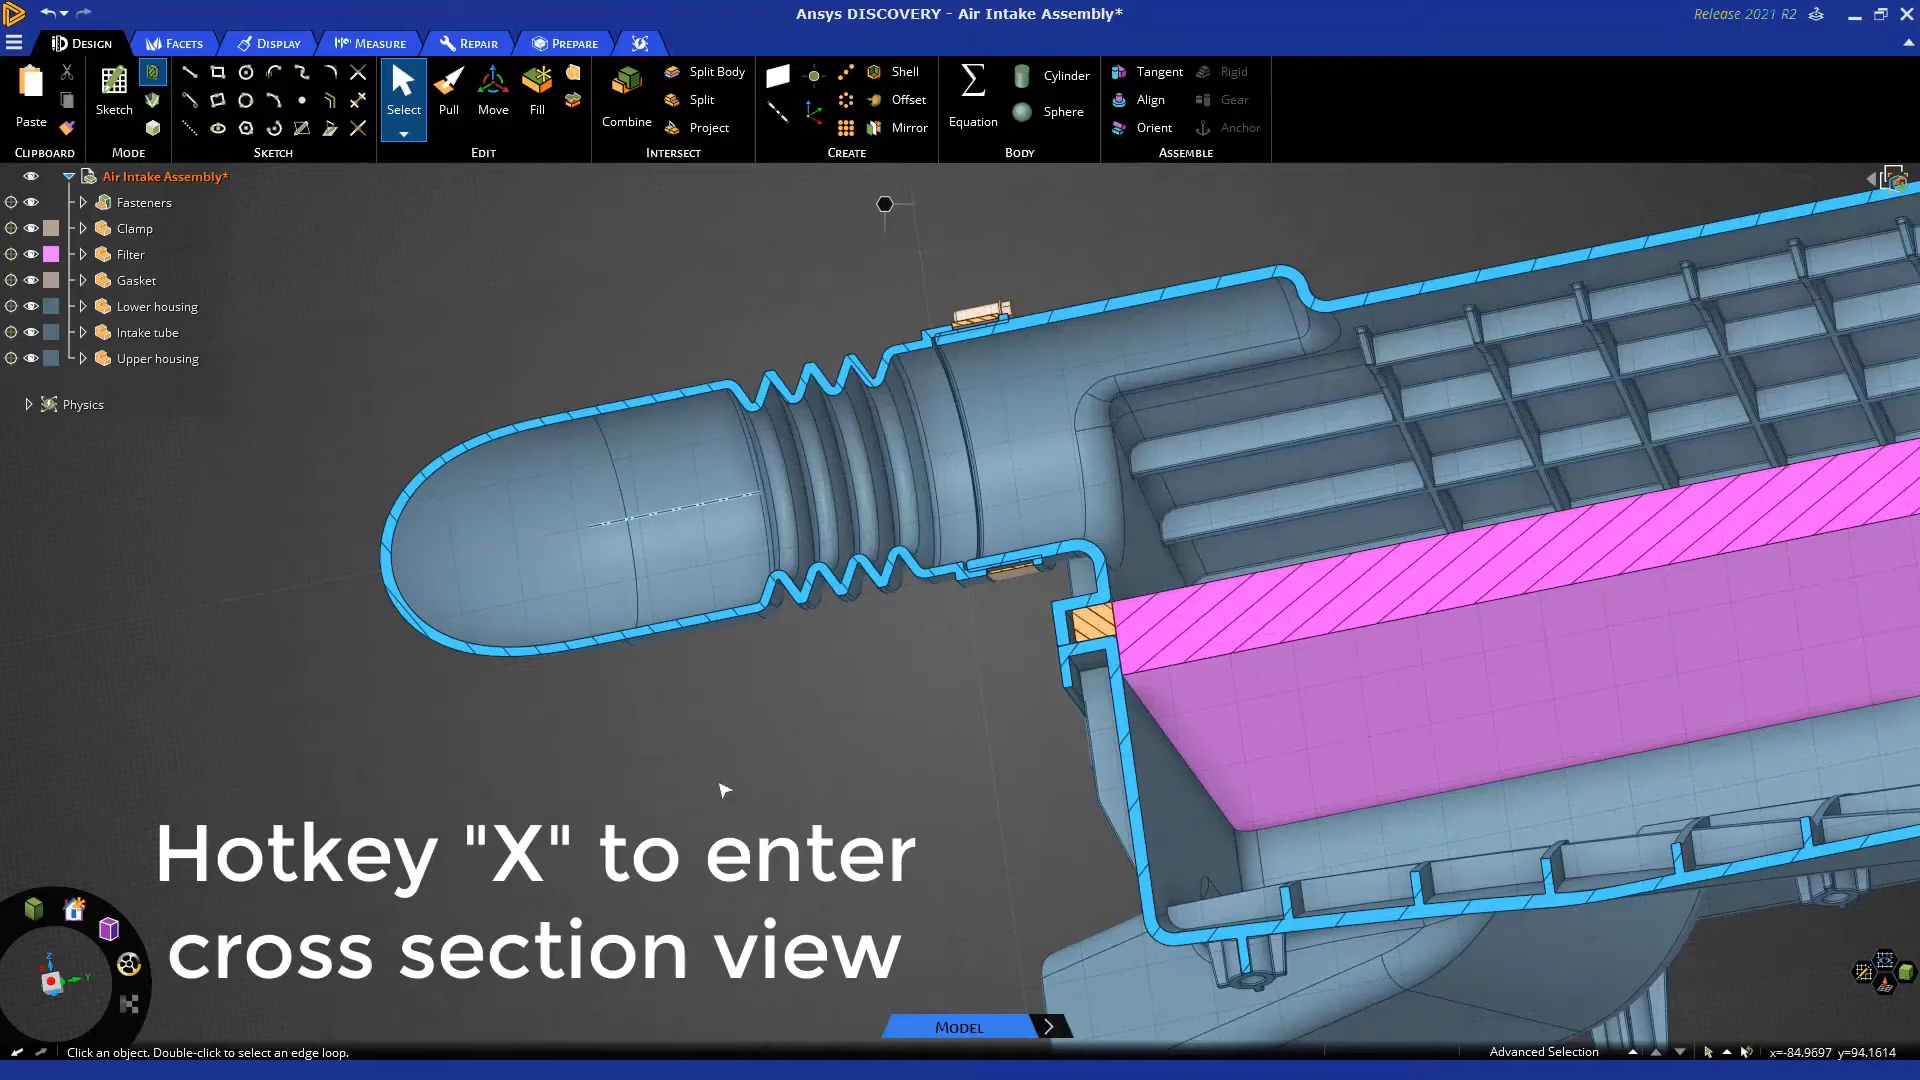 Ansys DISCOVERY - Air Intake Assembly*
Release 2021 R2
DESIGN
FACETS
DISPLAY
MEASURE
REPAIR
PREPARE
Paste
Sketch
Select
Pull
Move
Fill
Combine
Split Body
Split
Project
Shell
Offset
Mirror
Equation
Cylinder
Sphere
Tangent
Align
Orient
Rigid
Gear
Anchor
CLIPBOARD
MODE
SKETCH
EDIT
INTERSECT
CREATE
BODY
ASSEMBLE
Air Intake Assembly*
Fasteners
Clamp
Filter
Gasket
Lower housing
Intake tube
Upper housing
Physics
Hotkey "X" to enter
cross section view
Z
Y
MODEL
Click an object. Double-click to select an edge loop.
Advanced Selection
x=-84.9697 y=94.1614